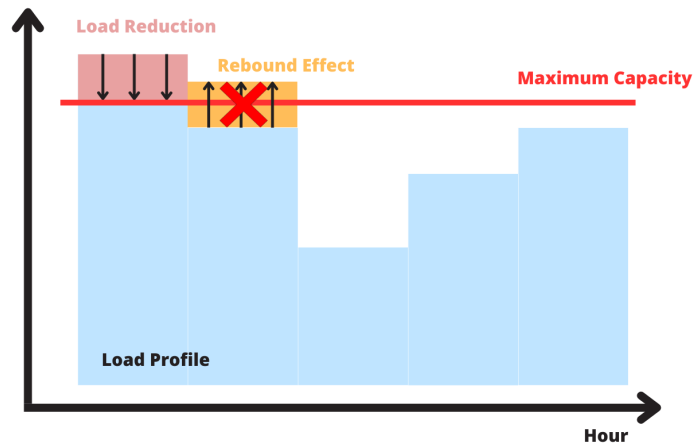 Load Reduction
Rebound Effect
Maximum Capacity
Load Profile
Hour